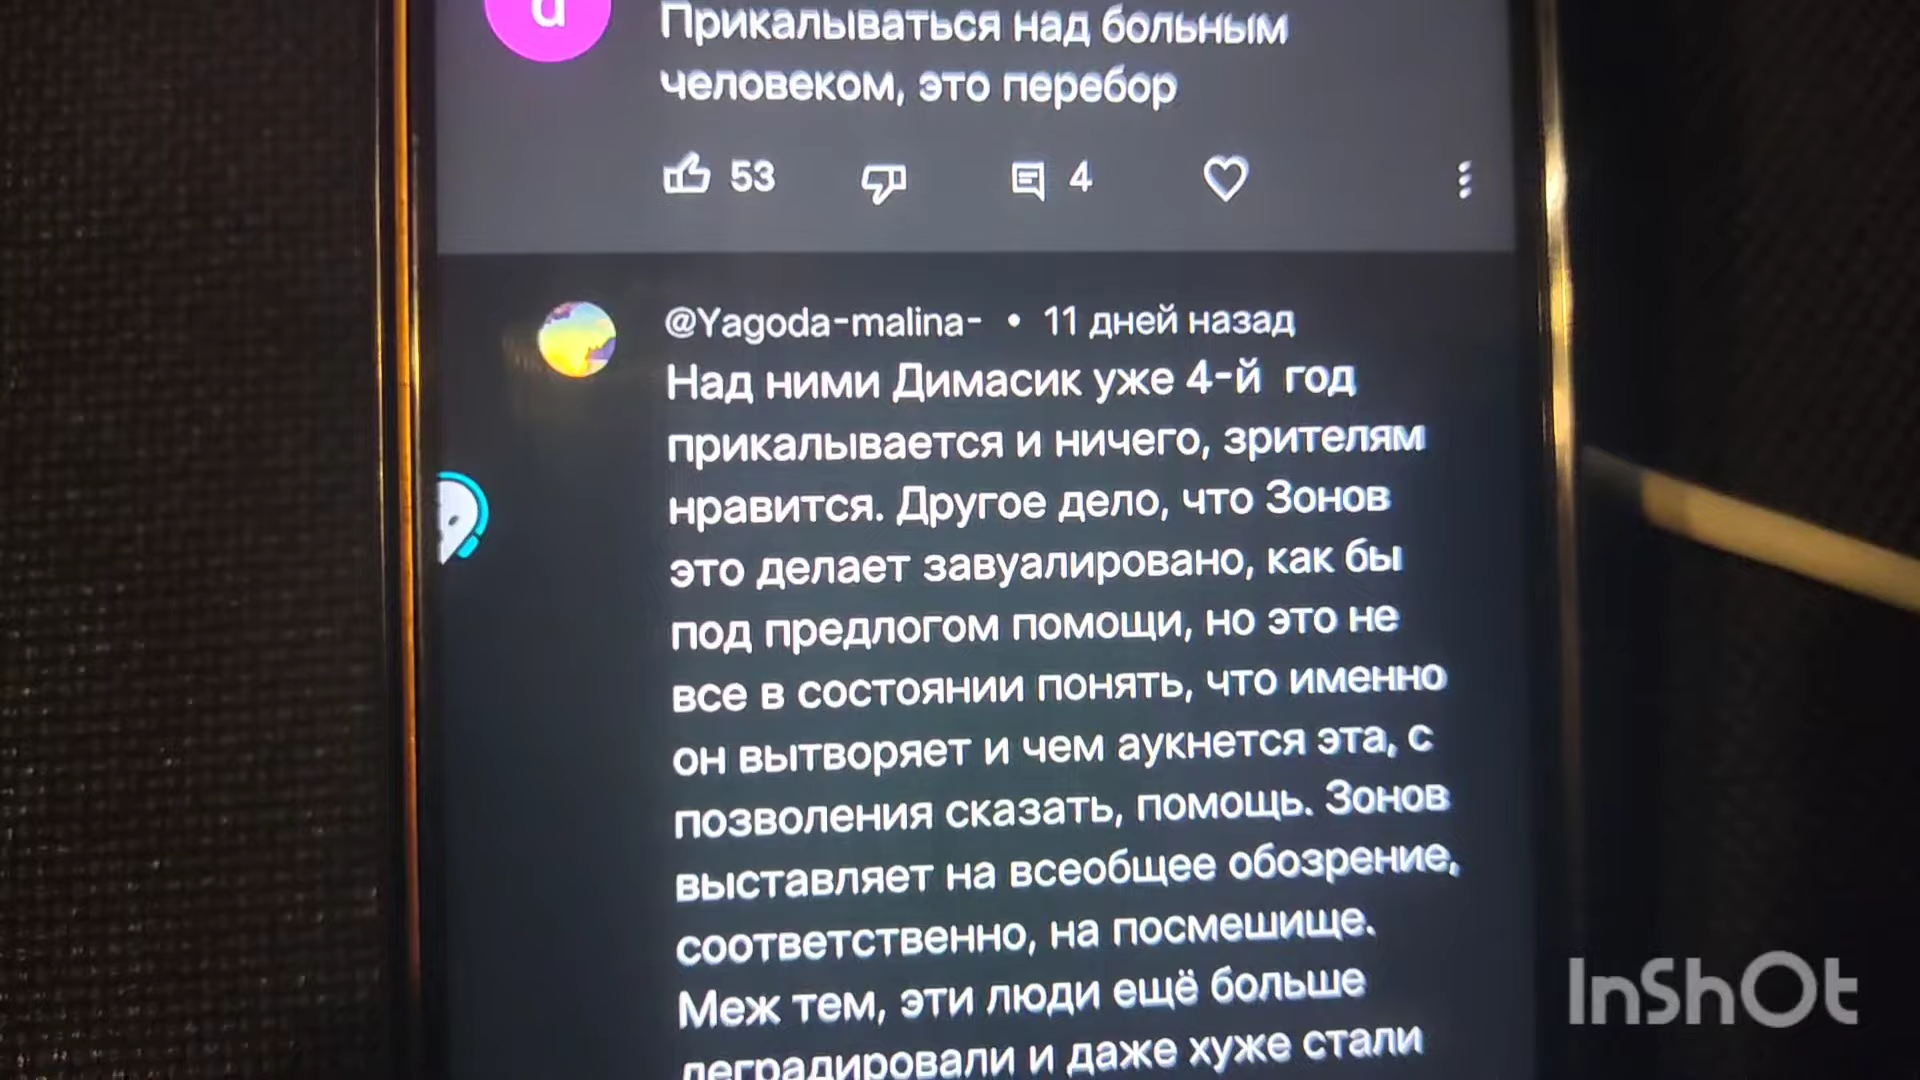 d
Прикалываться над больным
человеком, это перебор
53 4
@Yagoda-malina- • 11 дней назад
Над ними Димасик уже 4-й год
прикалывается и ничего, зрителям
нравится. Другое дело, что Зонов
это делает завуалировано, как бы
под предлогом помощи, но это не
все в состоянии понять, что именно
он вытворяет и чем аукнется эта, с
позволения сказать, помощь. Зонов
выставляет на всеобщее обозрение,
соответственно, на посмешище.
Меж тем, эти люди ещё больше
деградировали и даже хуже стали
InShOt